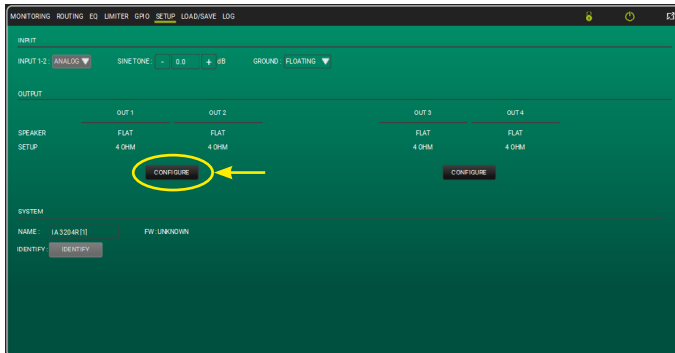 MONITORING ROUTING EQ LIMITER GPIO SETUP LOAD/SAVE LOG
INPUT
INPUT 1-2 : ANALOG SINE TONE : - 0.0 + dB GROUND : FLOATING
OUTPUT
OUT 1 OUT 2 OUT 3 OUT 4
SPEAKER FLAT FLAT FLAT FLAT
SETUP 4 OHM 4 OHM 4 OHM 4 OHM
CONFIGURE CONFIGURE
SYSTEM
NAME : IA3204R[1] FW : UNKNOWN
IDENTIFY : IDENTIFY